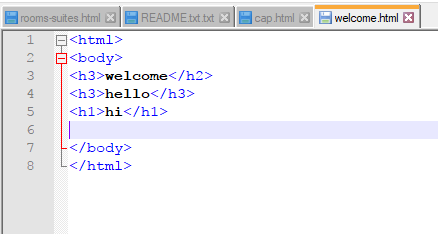 rooms-suites.html README.txt.txt cap.html welcome.html
1 <html>
2 <body>
3 <h3>welcome</h2>
4 <h3>hello</h3>
5 <h1>hi</h1>
6
7 </body>
8 </html>